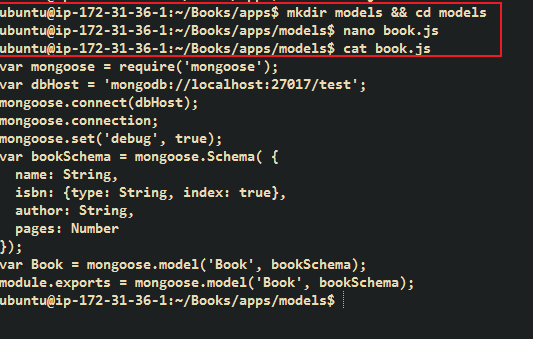 ubuntu@ip-172-31-36-1:~/Books/apps$ mkdir models && cd models
ubuntu@ip-172-31-36-1:~/Books/apps/models$ nano book.js
ubuntu@ip-172-31-36-1:~/Books/apps/models$ cat book.js
var mongoose = require('mongoose');
var dbHost = 'mongodb://localhost:27017/test';
mongoose.connect(dbHost);
mongoose.connection;
mongoose.set('debug', true);
var bookSchema = mongoose.Schema( {
  name: String,
  isbn: {type: String, index: true},
  author: String,
  pages: Number
});
var Book = mongoose.model('Book', bookSchema);
module.exports = mongoose.model('Book', bookSchema);
ubuntu@ip-172-31-36-1:~/Books/apps/models$